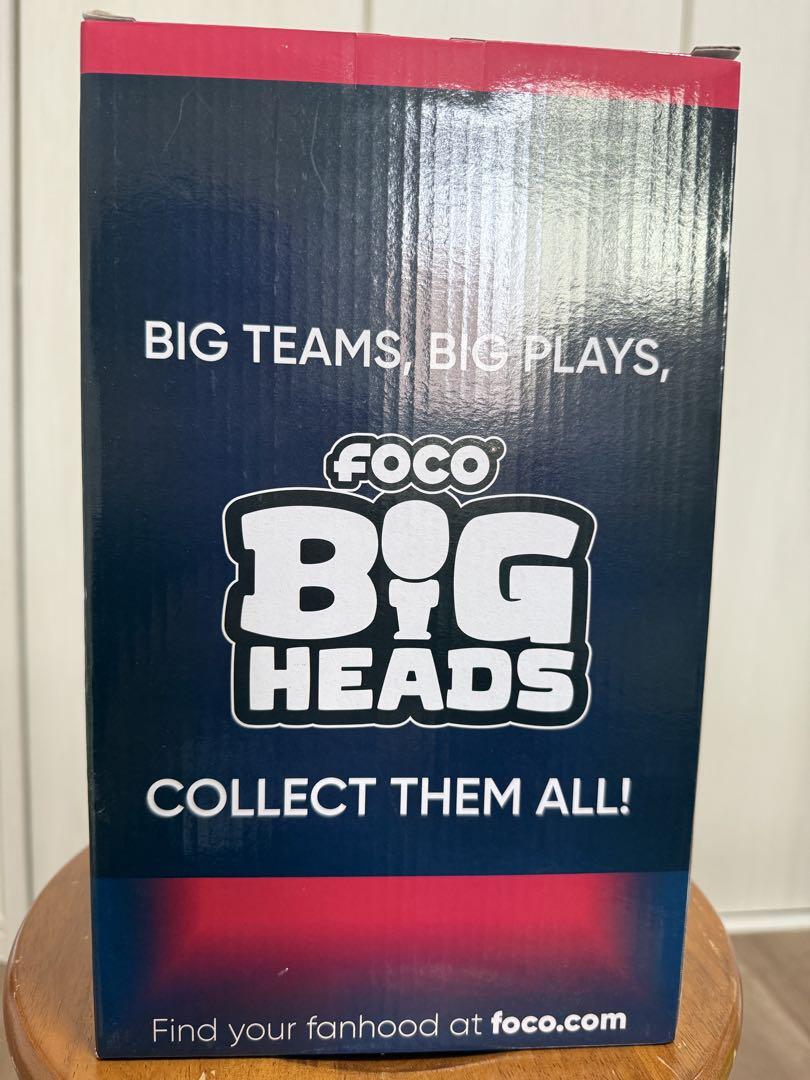 BIG TEAMS, BIG PLAYS,
FOCO
BIG
HEADS
COLLECT THEM ALL!
Find your fanhood at foco.com